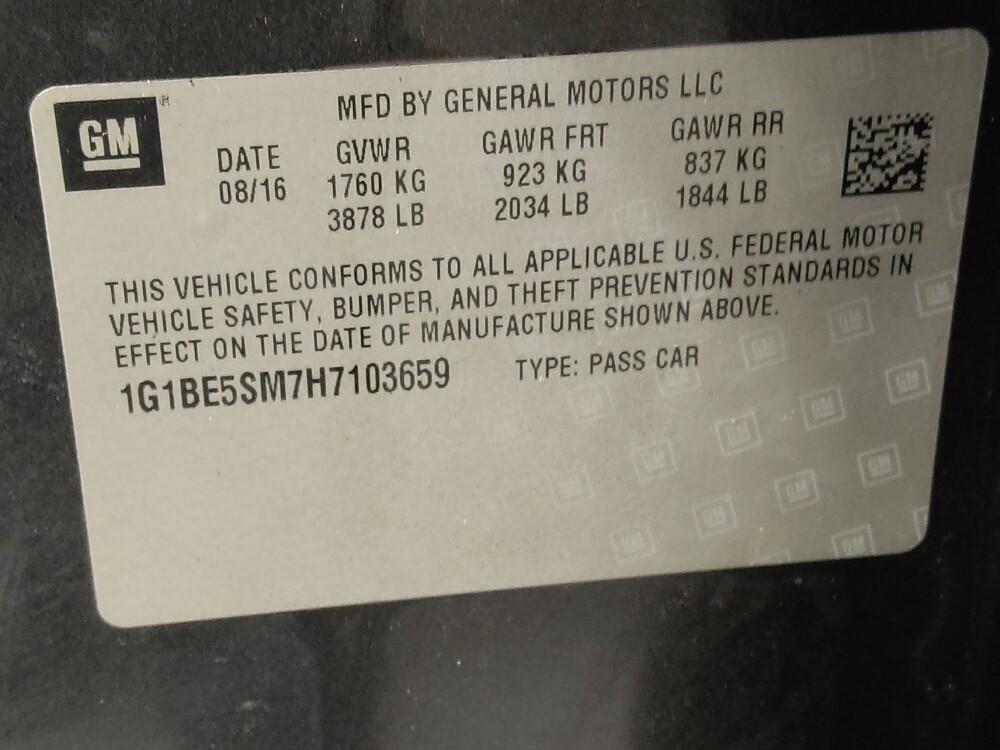 GM ®
MFD BY GENERAL MOTORS LLC
DATE GVWR GAWR FRT GAWR RR
08/16 1760 KG 923 KG 837 KG
3878 LB 2034 LB 1844 LB
THIS VEHICLE CONFORMS TO ALL APPLICABLE U.S. FEDERAL MOTOR
VEHICLE SAFETY, BUMPER, AND THEFT PREVENTION STANDARDS IN
EFFECT ON THE DATE OF MANUFACTURE SHOWN ABOVE.
1G1BE5SM7H7103659 TYPE: PASS CAR